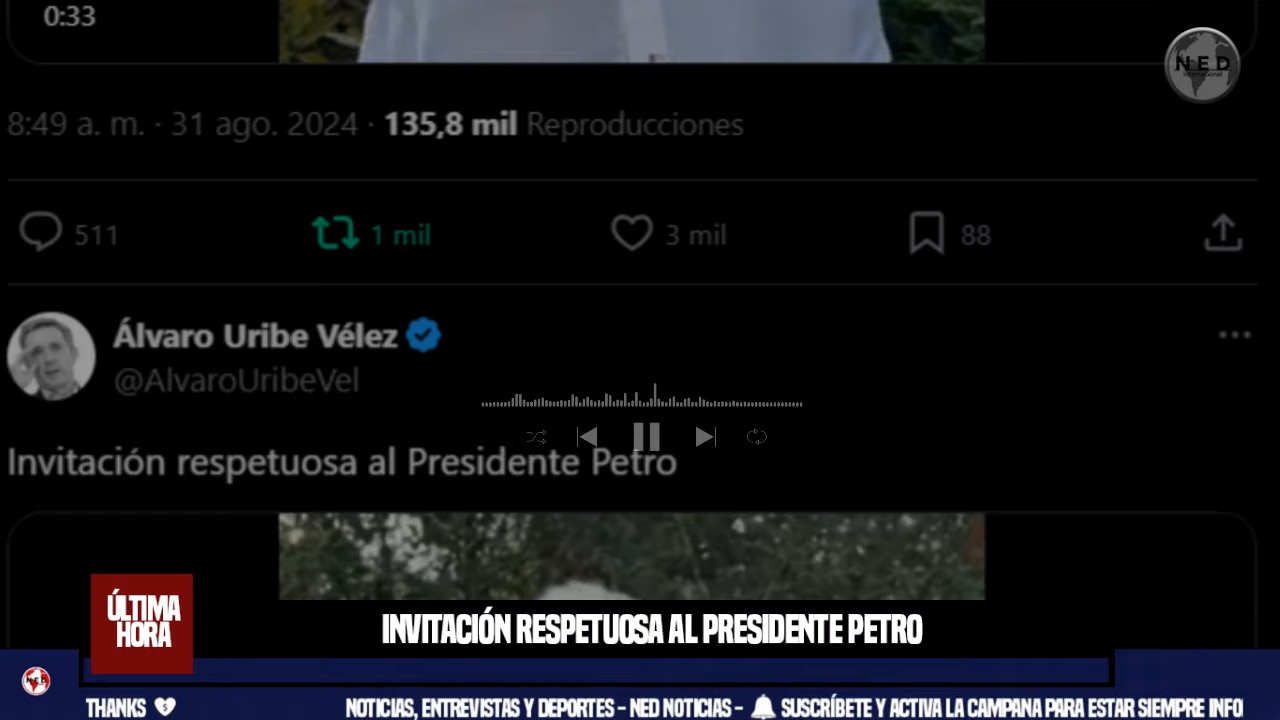 0:33
NED
international
8:49 a. m. · 31 ago. 2024 · 135,8 mil Reproducciones
511
1 mil
3 mil
88
Álvaro Uribe Vélez
@AlvaroUribeVel
Invitación respetuosa al Presidente Petro
ÚLTIMA
HORA
INVITACIÓN RESPETUOSA AL PRESIDENTE PETRO
NED
THANKS
NOTICIAS, ENTREVISTAS Y DEPORTES - NED NOTICIAS - 🔔 SUSCRÍBETE Y ACTIVA LA CAMPANA PARA ESTAR SIEMPRE INFO